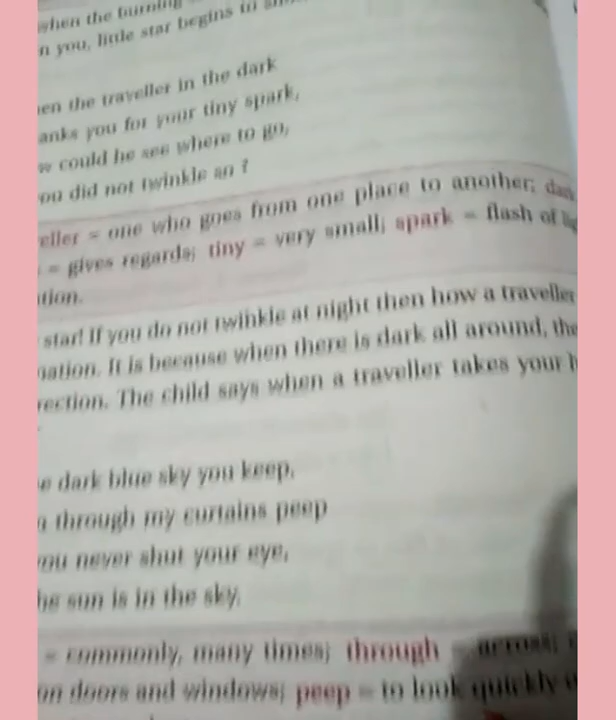 when the burning
n you, little star begins to
en the traveller in the dark
anks you for your tiny spark,
w could he see where to go,
ou did not twinkle so ?
eller = one who goes from one place to another;
= gives regards; tiny = very small; spark = flash of
tion.
star! If you do not twinkle at night then how a traveller
nation. It is because when there is dark all around, the
rection. The child says when a traveller takes your
e dark blue sky you keep,
n through my curtains peep
ou never shut your eye,
he sun is in the sky.
= commonly, many times; through = across;
on doors and windows; peep = to look quickly